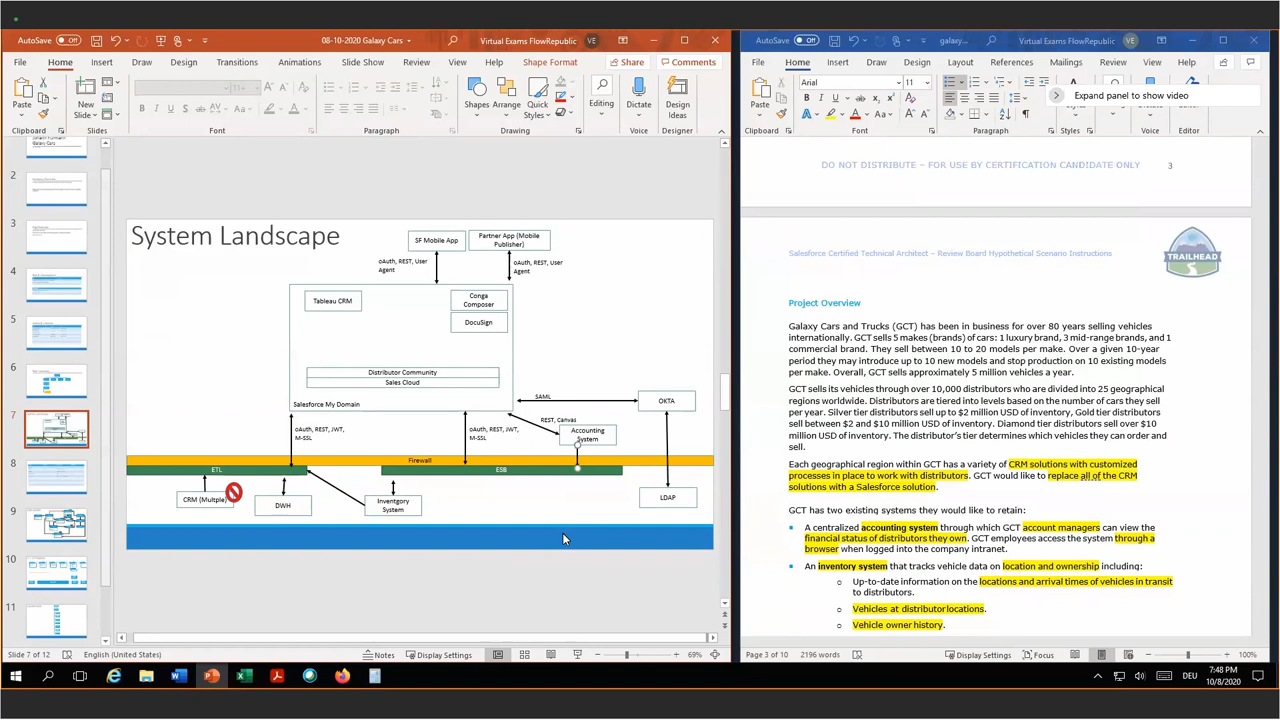 AutoSave Off
08-10-2020 Galaxy Cars
Virtual Exams FlowRepublic VE
File Home Insert Draw Design Transitions Animations Slide Show Review View Help Shape Format Share Comments
Paste
New
Slide
Shapes Arrange Quick
Styles
Editing
Dictate
Design
Ideas
Clipboard Slides Font Paragraph Drawing Voice Designer
Galaxy Cars
2
3
4
5
6
7
8
9
10
11
System Landscape
SF Mobile App
Partner App (Mobile
Publisher)
oAuth, REST, User
Agent
oAuth, REST, User
Agent
Tableau CRM
Conga
Composer
DocuSign
Distributor Community
Sales Cloud
Salesforce My Domain
SAML
OKTA
REST, Canvas
Accounting
System
oAuth, REST, JWT,
M-SSL
oAuth, REST, JWT,
M-SSL
Firewall
ETL
ESB
CRM (Multple)
DWH
Inventgory
System
LDAP
Slide 7 of 12 English (United States) Notes Display Settings 69%
AutoSave Off
galaxy...
Virtual Exams FlowRepublic VE
File Home Insert Draw Design Layout References Mailings Review View Help
Paste
Arial 11
Expand panel to show video
Clipboard Font Paragraph Styles Voice Editor
DO NOT DISTRIBUTE – FOR USE BY CERTIFICATION CANDIDATE ONLY 3
Salesforce Certified Technical Architect – Review Board Hypothetical Scenario Instructions
TRAILHEAD
Project Overview
Galaxy Cars and Trucks (GCT) has been in business for over 80 years selling vehicles
internationally. GCT sells 5 makes (brands) of cars: 1 luxury brand, 3 mid-range brands, and 1
commercial brand. They sell between 10 to 20 models per make. Over a given 10-year
period they may introduce up to 10 new models and stop production on 10 existing models
per make. Overall, GCT sells approximately 5 million vehicles a year.
GCT sells its vehicles through over 10,000 distributors who are divided into 25 geographical
regions worldwide. Distributors are tiered into levels based on the number of cars they sell
per year. Silver tier distributors sell up to $2 million USD of inventory, Gold tier distributors
sell between $2 and $10 million USD of inventory. Diamond tier distributors sell over $10
million USD of inventory. The distributor's tier determines which vehicles they can order and
sell.
Each geographical region within GCT has a variety of CRM solutions with customized
processes in place to work with distributors. GCT would like to replace all of the CRM
solutions with a Salesforce solution.
GCT has two existing systems they would like to retain:
A centralized accounting system through which GCT account managers can view the
financial status of distributors they own. GCT employees access the system through a
browser when logged into the company intranet.
An inventory system that tracks vehicle data on location and ownership including:
Up-to-date information on the locations and arrival times of vehicles in transit
to distributors.
Vehicles at distributor locations.
Vehicle owner history.
Page 3 of 10 2196 words Display Settings Focus 100%
DEU
7:48 PM
10/8/2020